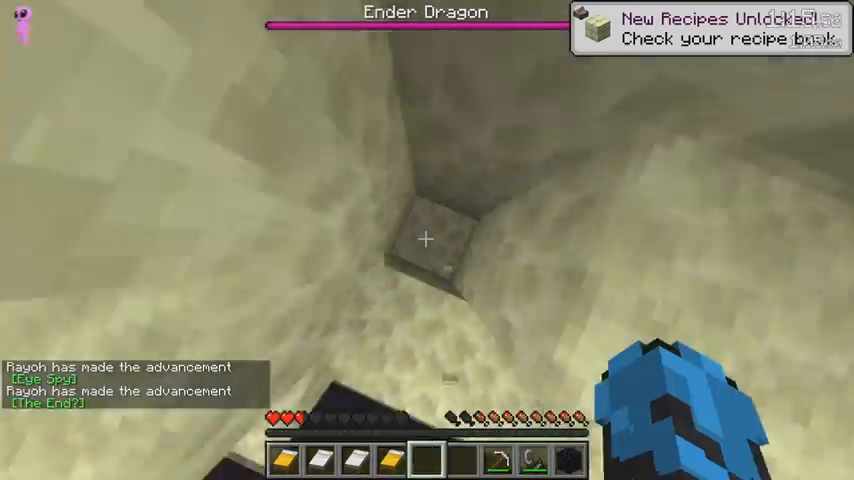 Ender Dragon
New Recipes Unlocked!
Check your recipe book
Rayoh has made the advancement
[Eye Spy]
Rayoh has made the advancement
[The End?]